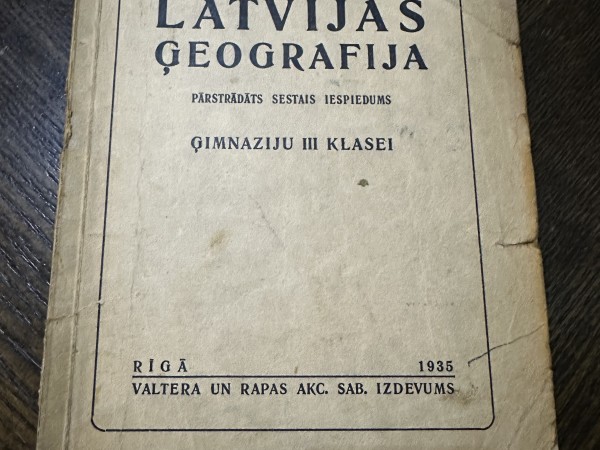 LATVIJAS
ĢEOGRAFIJA
PĀRSTRĀDĀTS SESTAIS IESPIEDUMS
ĢIMNAZIJU III KLASEI
RĪGĀ 1935
VALTERA UN RAPAS AKC. SAB. IZDEVUMS